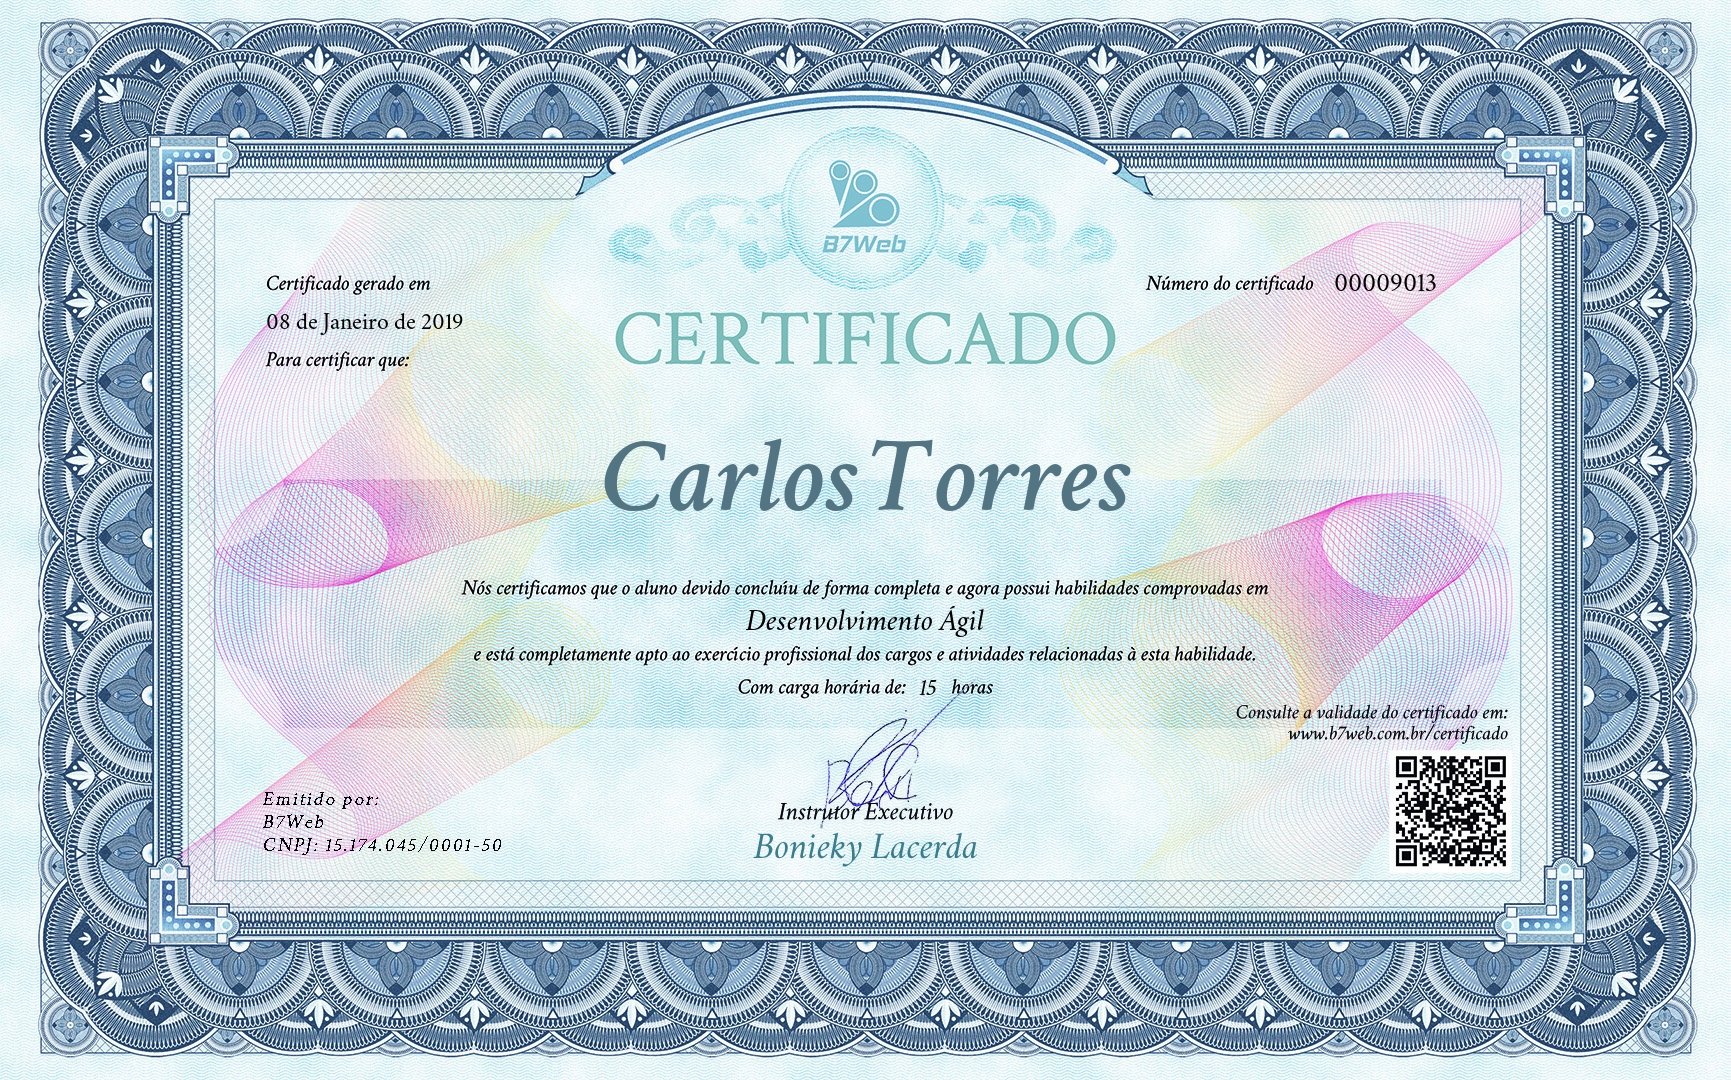 B7Web
Certificado gerado em
08 de Janeiro de 2019
Para certificar que:
Número do certificado 00009013
CERTIFICADO
Carlos Torres
Nós certificamos que o aluno devido concluíu de forma completa e agora possui habilidades comprovadas em
Desenvolvimento Ágil
e está completamente apto ao exercício profissional dos cargos e atividades relacionadas à esta habilidade.
Com carga horária de: 15 horas
Consulte a validade do certificado em:
www.b7web.com.br/certificado
Emitido por:
B7Web
CNPJ: 15.174.045/0001-50
Instrutor Executivo
Bonieky Lacerda